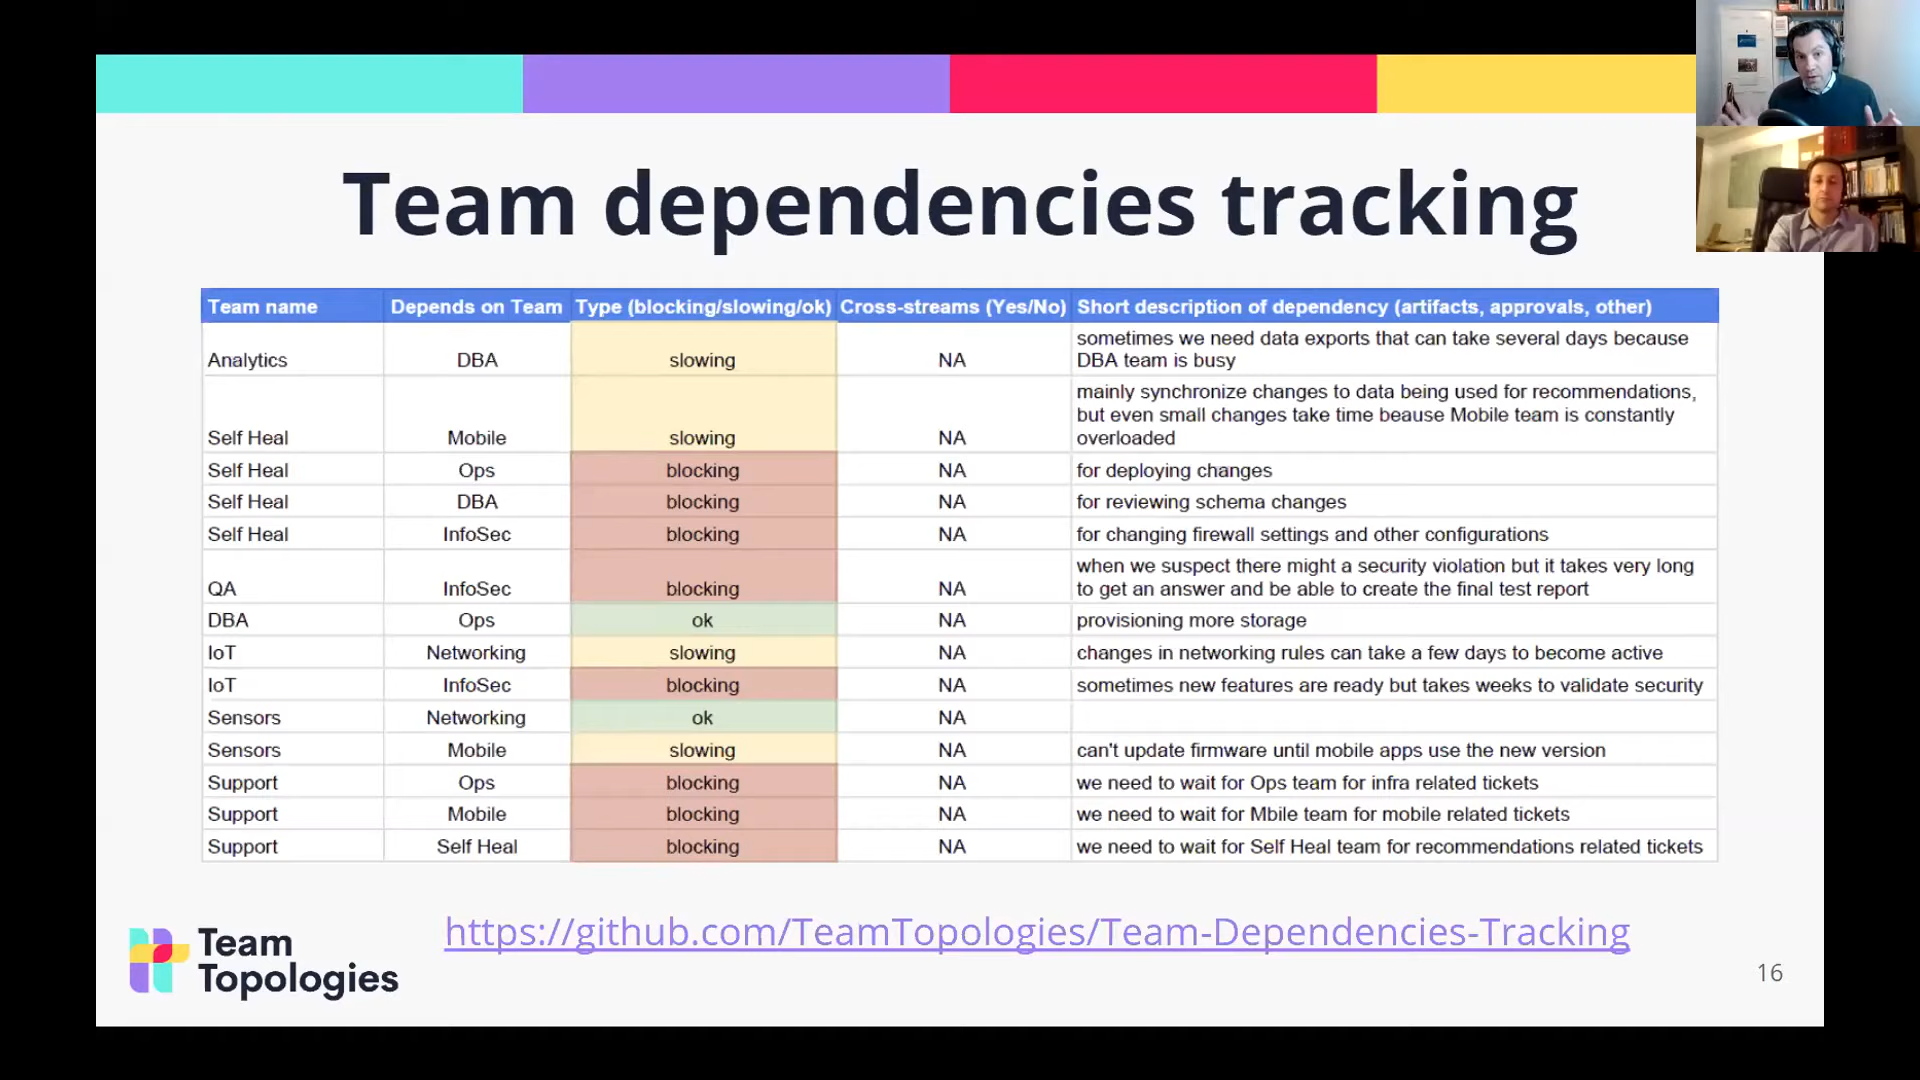 Team dependencies tracking
Team name Depends on Team Type (blocking/slowing/ok) Cross-streams (Yes/No) Short description of dependency (artifacts, approvals, other)
Analytics DBA slowing NA sometimes we need data exports that can take several days because
DBA team is busy
Self Heal Mobile slowing NA mainly synchronize changes to data being used for recommendations,
but even small changes take time beause Mobile team is constantly
overloaded
Self Heal Ops blocking NA for deploying changes
Self Heal DBA blocking NA for reviewing schema changes
Self Heal InfoSec blocking NA for changing firewall settings and other configurations
QA InfoSec blocking NA when we suspect there might a security violation but it takes very long
to get an answer and be able to create the final test report
DBA Ops ok NA provisioning more storage
IoT Networking slowing NA changes in networking rules can take a few days to become active
IoT InfoSec blocking NA sometimes new features are ready but takes weeks to validate security
Sensors Networking ok NA
Sensors Mobile slowing NA can't update firmware until mobile apps use the new version
Support Ops blocking NA we need to wait for Ops team for infra related tickets
Support Mobile blocking NA we need to wait for Mbile team for mobile related tickets
Support Self Heal blocking NA we need to wait for Self Heal team for recommendations related tickets
https://github.com/TeamTopologies/Team-Dependencies-Tracking
Team
Topologies
16